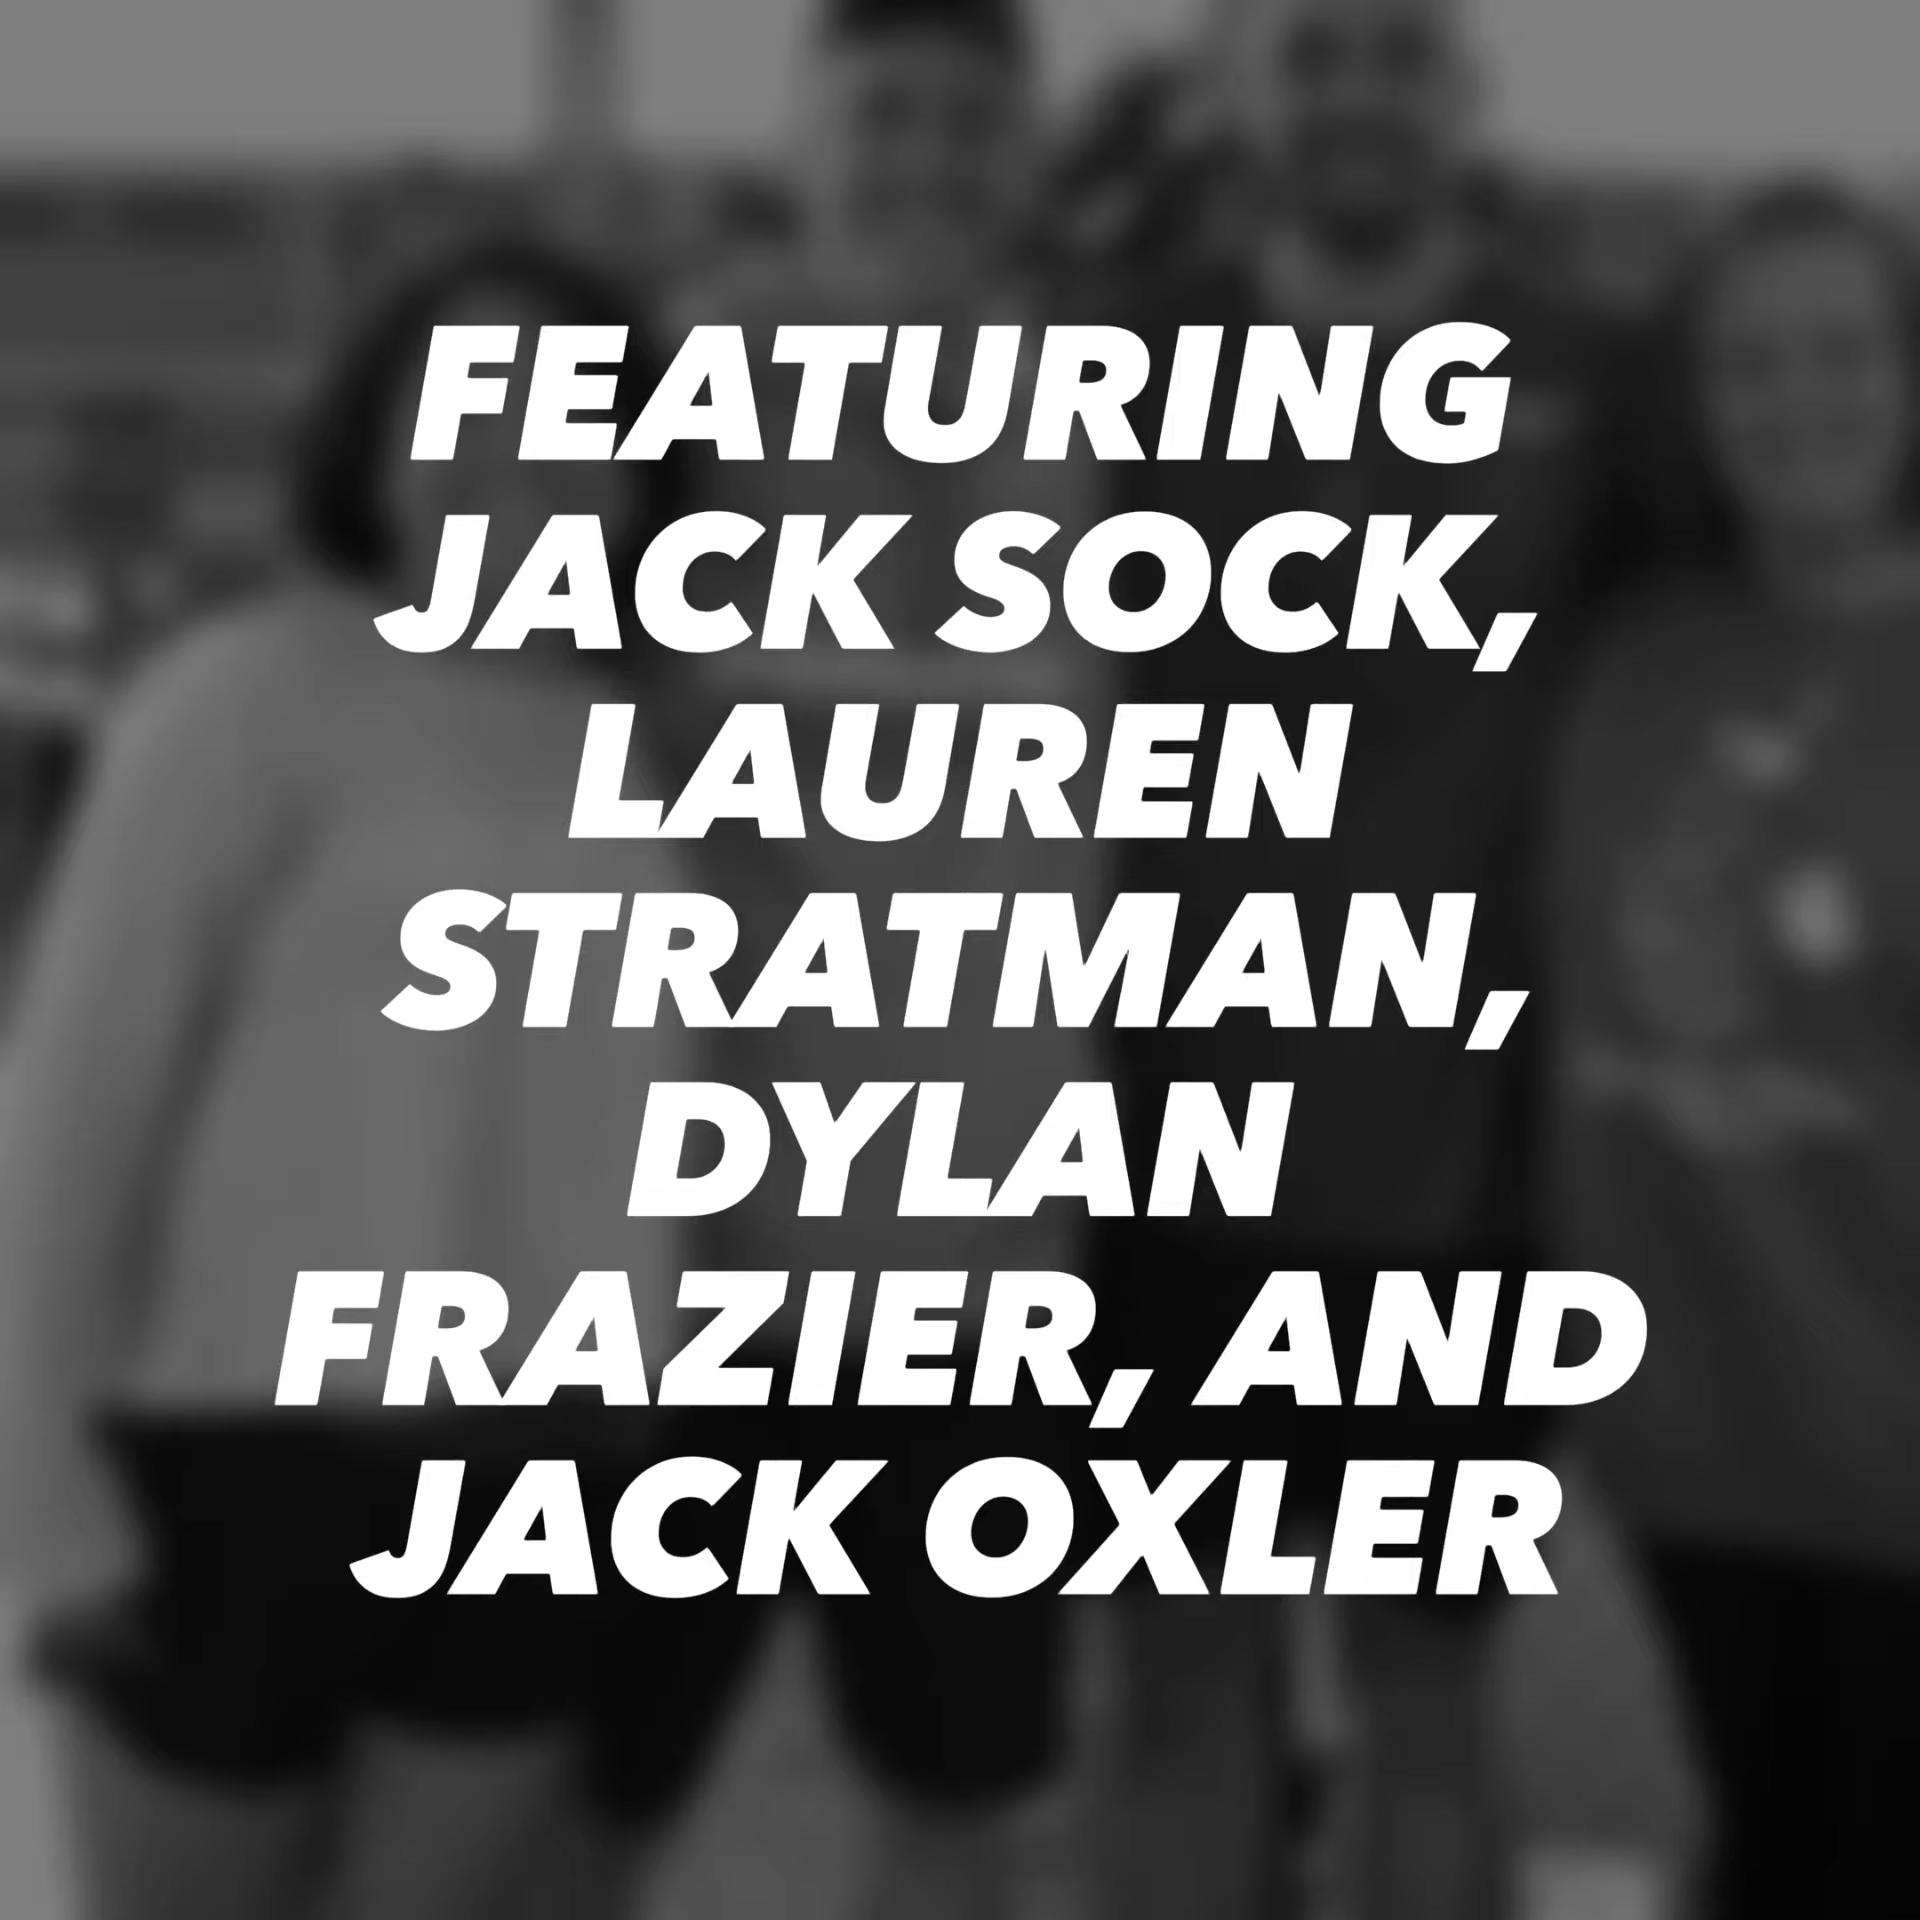 FEATURING
JACK SOCK,
LAUREN
STRATMAN,
DYLAN
FRAZIER, AND
JACK OXLER